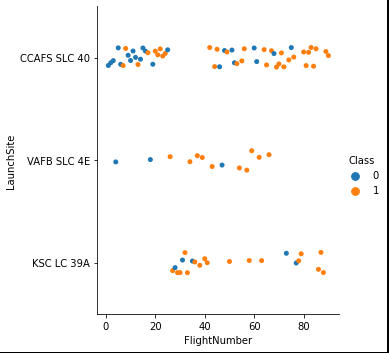 CCAFS SLC 40
VAFB SLC 4E
KSC LC 39A
LaunchSite
0 20 40 60 80
FlightNumber
Class
0
1